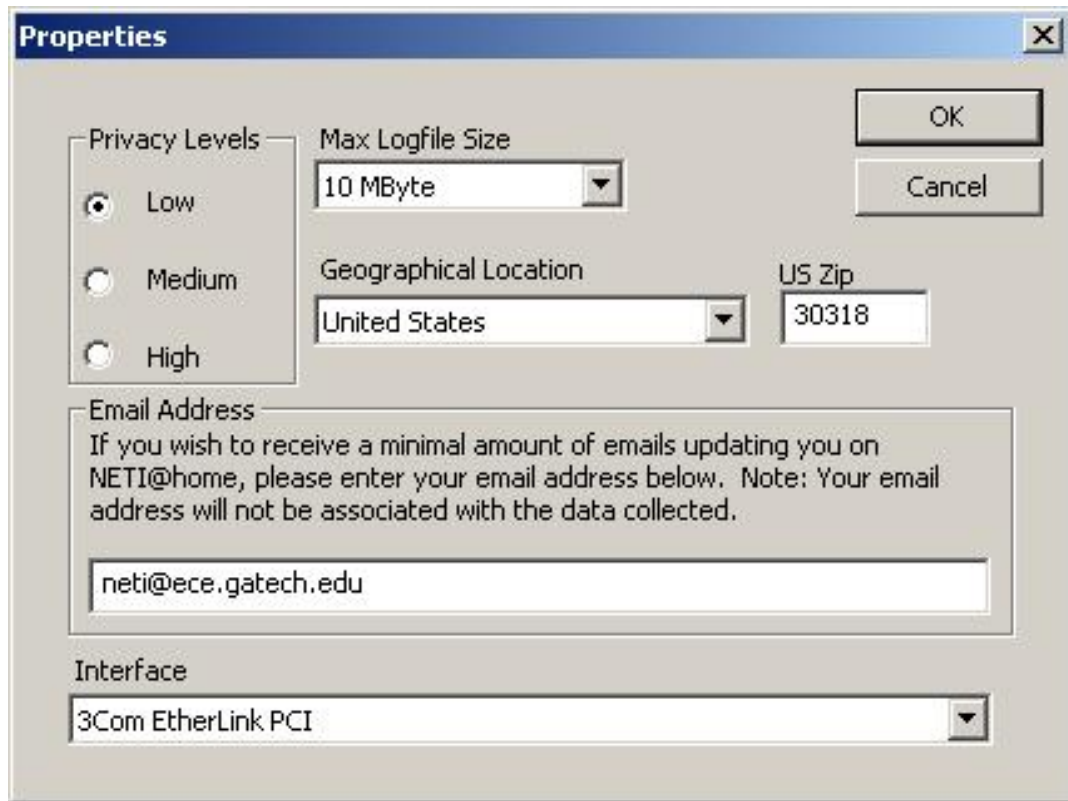 Properties
Privacy Levels
Low
Medium
High
Max Logfile Size
10 MByte
OK
Cancel
Geographical Location
United States
US Zip
30318
Email Address
If you wish to receive a minimal amount of emails updating you on
NETI@home, please enter your email address below.  Note: Your email
address will not be associated with the data collected.
neti@ece.gatech.edu
Interface
3Com EtherLink PCI